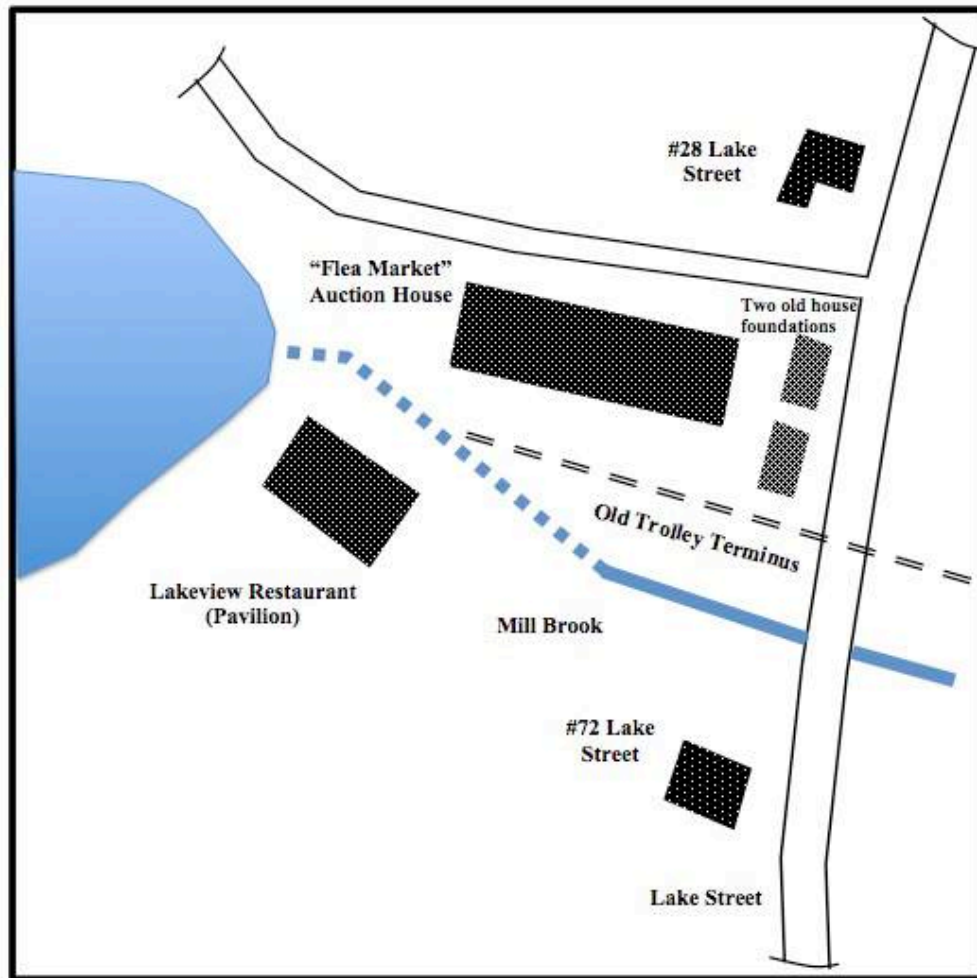 #28 Lake
Street
“Flea Market”
Auction House
Two old house
foundations
Old Trolley Terminus
Lakeview Restaurant
(Pavilion)
Mill Brook
#72 Lake
Street
Lake Street